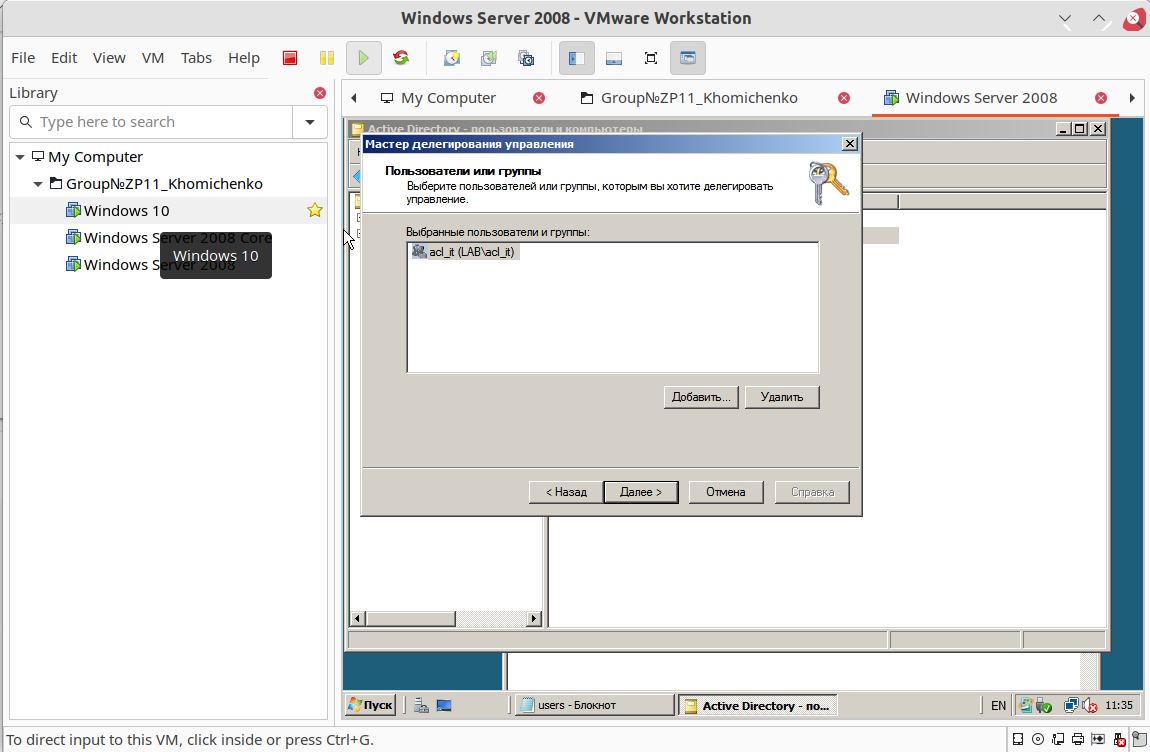 Windows Server 2008 - VMware Workstation
File Edit View VM Tabs Help
Library
Type here to search
My Computer
Group№ZP11_Khomichenko
Windows 10
Windows Server 2008 Core
Windows 10
Windows Server 2008
My Computer
Group№ZP11_Khomichenko
Windows Server 2008
Active Directory - пользователи и компьютеры
Мастер делегирования управления
Пользователи или группы
Выберите пользователей или группы, которым вы хотите делегировать
управление.
Выбранные пользователи и группы:
acl_it (LAB\acl_it)
Добавить...
Удалить
< Назад
Далее >
Отмена
Справка
Пуск
users - Блокнот
Active Directory - по...
EN
11:35
To direct input to this VM, click inside or press Ctrl+G.